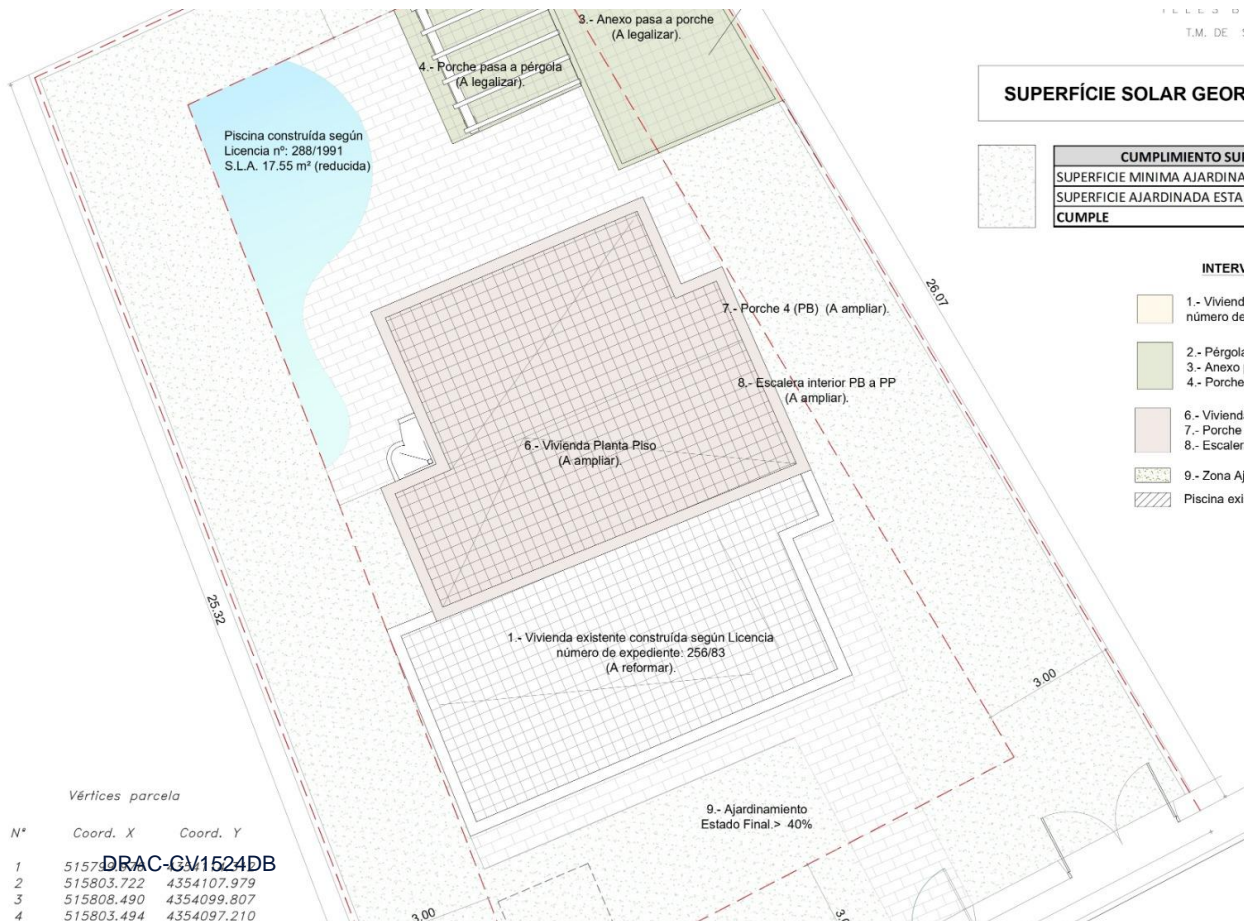 3.- Anexo pasa a porche
(A legalizar).
T.M. DE
4.- Porche pasa a pérgola
(A legalizar).
SUPERFÍCIE SOLAR GEOR
Piscina construída según
Licencia nº: 288/1991
S.L.A. 17.55 m² (reducida)
CUMPLIMIENTO SU
SUPERFICIE MINIMA AJARDINA
SUPERFICIE AJARDINADA ESTA
CUMPLE
INTERV
26.07
1.- Viviend
número de
7.- Porche 4 (PB) (A ampliar).
2.- Pérgola
3.- Anexo
4.- Porche
8.- Escalera interior PB a PP
(A ampliar).
6.- Vivienda
7.- Porche
8.- Escaler
6.- Vivienda Planta Piso
(A ampliar).
9.- Zona Aj
Piscina exi
25.32
1.- Vivienda existente construída según Licencia
número de expediente: 256/83
(A reformar).
3.00
Vértices parcela
9.- Ajardinamiento
Estado Final.> 40%
Nº Coord. X Coord. Y
DRAC-CV1524DB
1
2 515803.722 4354107.979
3 515808.490 4354099.807
4 515803.494 4354097.210
3.00